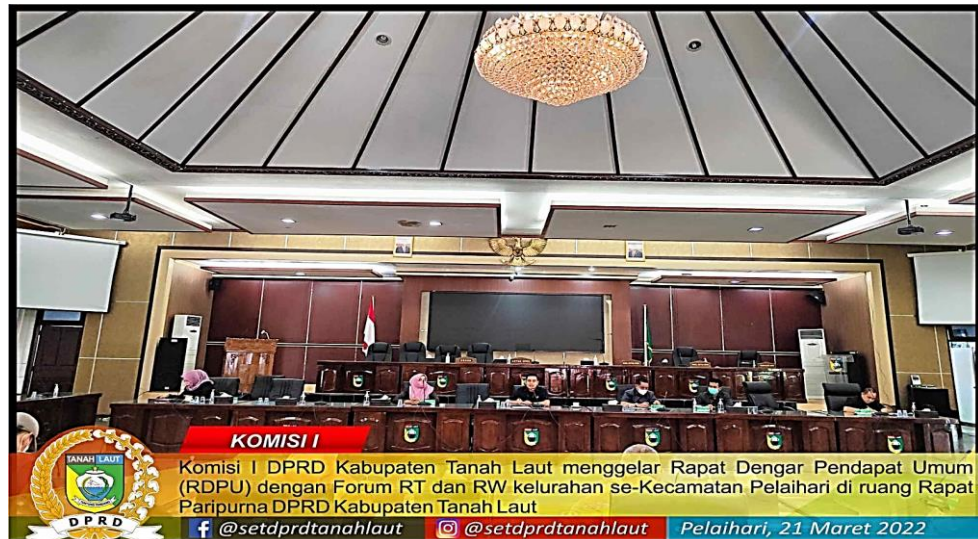 KOMISI I
Komisi I DPRD Kabupaten Tanah Laut menggelar Rapat Dengar Pendapat Umum
(RDPU) dengan Forum RT dan RW kelurahan se-Kecamatan Pelaihari di ruang Rapat
Paripurna DPRD Kabupaten Tanah Laut
TANAH LAUT
DPRD
@setdprdtanahlaut
@setdprdtanahlaut
Pelaihari, 21 Maret 2022